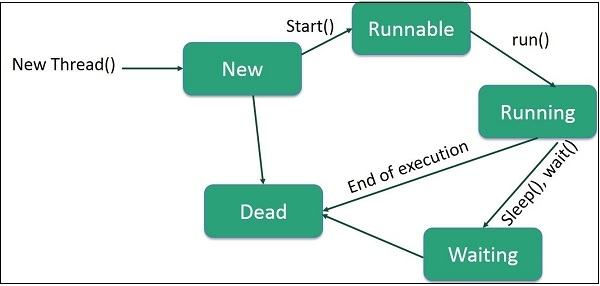 Start()
Runnable
run()
New Thread()
New
Running
End of execution
Sleep(), wait()
Dead
Waiting